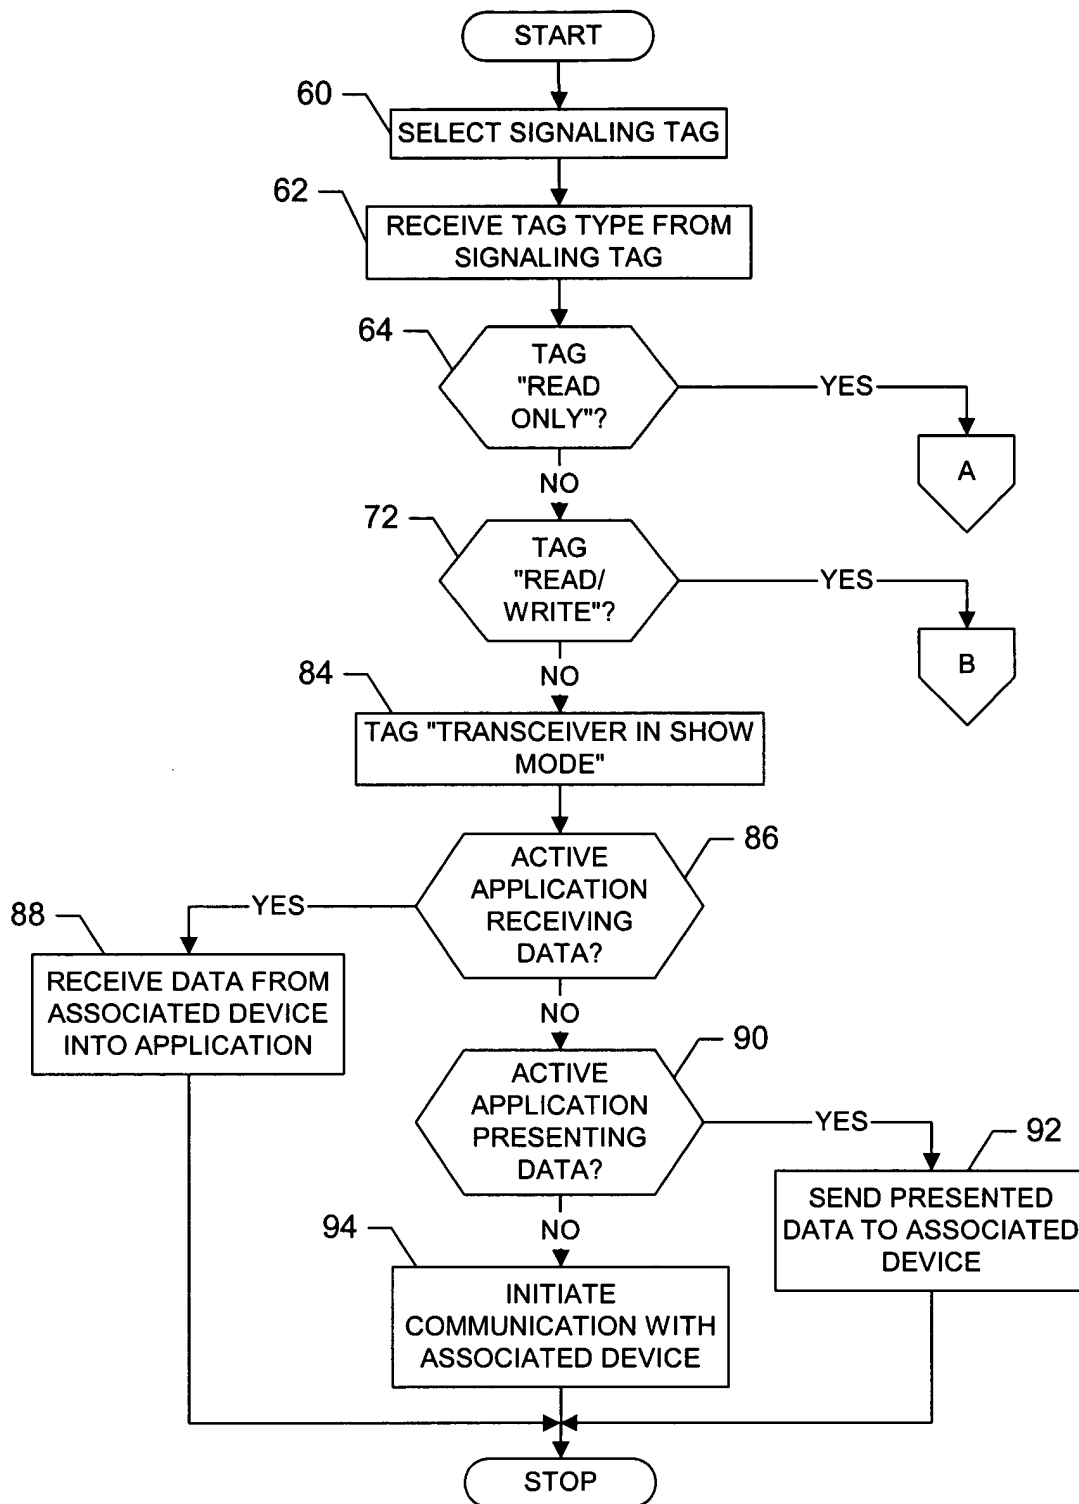 START
60
SELECT SIGNALING TAG
62
RECEIVE TAG TYPE FROM
SIGNALING TAG
64
TAG
"READ
ONLY"?
YES
A
NO
72
TAG
"READ/
WRITE"?
YES
B
NO
84
TAG "TRANSCEIVER IN SHOW
MODE"
86
ACTIVE
APPLICATION
RECEIVING
DATA?
YES
88
RECEIVE DATA FROM
ASSOCIATED DEVICE
INTO APPLICATION
NO
90
ACTIVE
APPLICATION
PRESENTING
DATA?
YES
92
SEND PRESENTED
DATA TO ASSOCIATED
DEVICE
NO
94
INITIATE
COMMUNICATION WITH
ASSOCIATED DEVICE
STOP